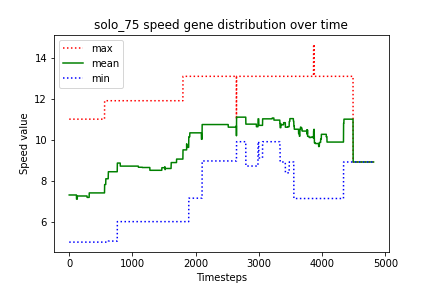 solo_75 speed gene distribution over time
max
mean
min
Speed value
14
12
10
8
6
0
1000
2000
3000
4000
5000
Timesteps